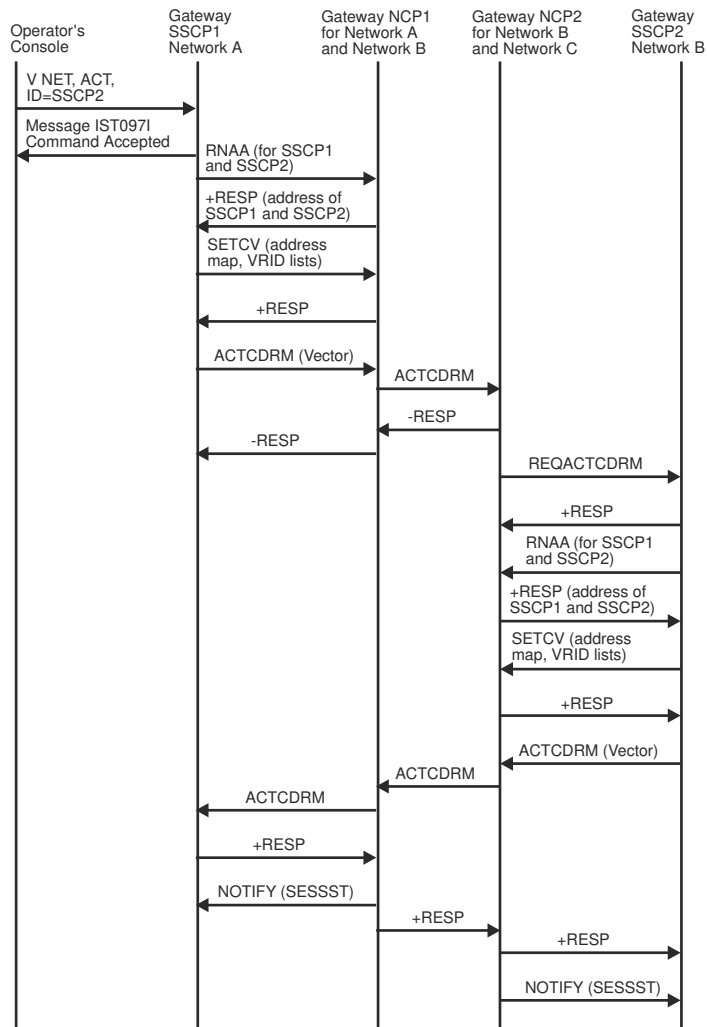 Operator's
Console
Gateway
SSCP1
Network A
Gateway NCP1
for Network A
and Network B
Gateway NCP2
for Network B
and Network C
Gateway
SSCP2
Network B
V NET, ACT,
ID=SSCP2
Message IST097I
Command Accepted
RNAA (for SSCP1
and SSCP2)
+RESP (address of
SSCP1 and SSCP2)
SETCV (address
map, VRID lists)
+RESP
ACTCDRM (Vector)
ACTCDRM
-RESP
-RESP
REQACTCDRM
+RESP
RNAA (for SSCP1
and SSCP2)
+RESP (address of
SSCP1 and SSCP2)
SETCV (address
map, VRID lists)
+RESP
ACTCDRM (Vector)
ACTCDRM
ACTCDRM
+RESP
NOTIFY (SESSST)
+RESP
+RESP
NOTIFY (SESSST)